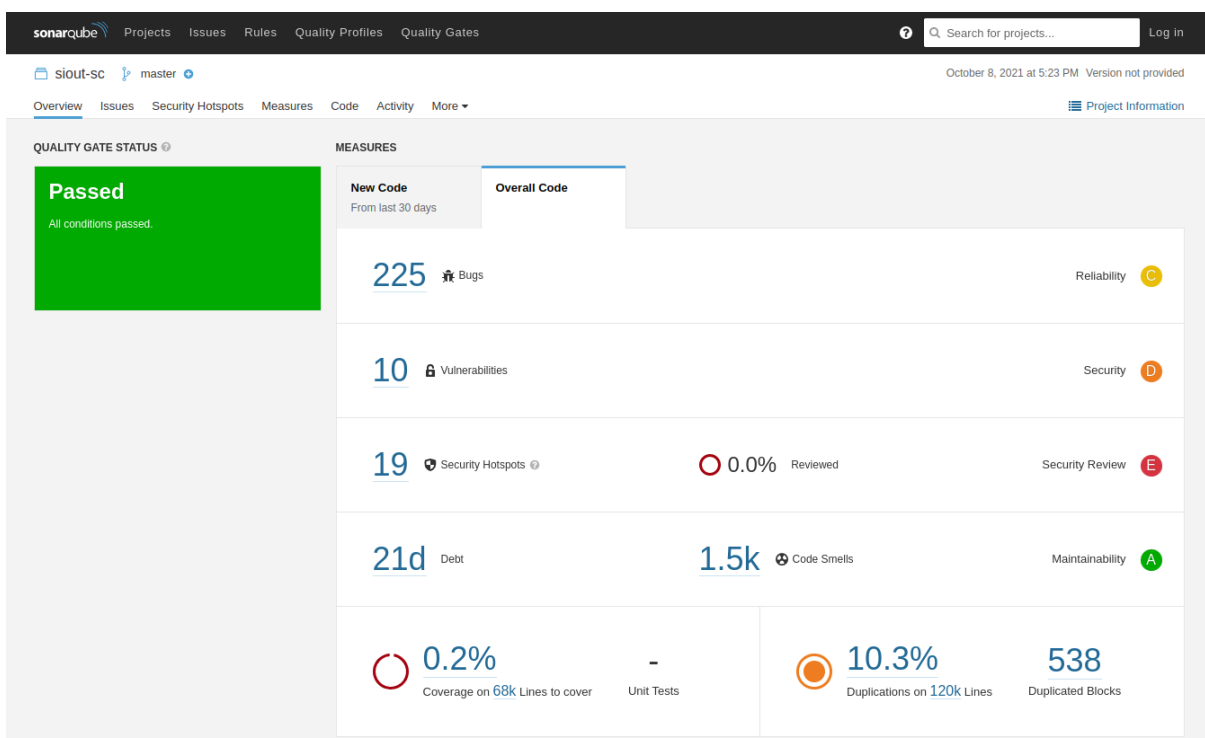 sonarqube Projects Issues Rules Quality Profiles Quality Gates ? Search for projects... Log in
siout-sc master October 8, 2021 at 5:23 PM Version not provided
Overview Issues Security Hotspots Measures Code Activity More Project Information
QUALITY GATE STATUS ? MEASURES
Passed
All conditions passed.
New Code Overall Code
From last 30 days
225 Bugs Reliability C
10 Vulnerabilities Security D
19 Security Hotspots ? 0.0% Reviewed Security Review E
21d Debt 1.5k Code Smells Maintainability A
0.2% - 10.3% 538
Coverage on 68k Lines to cover Unit Tests Duplications on 120k Lines Duplicated Blocks